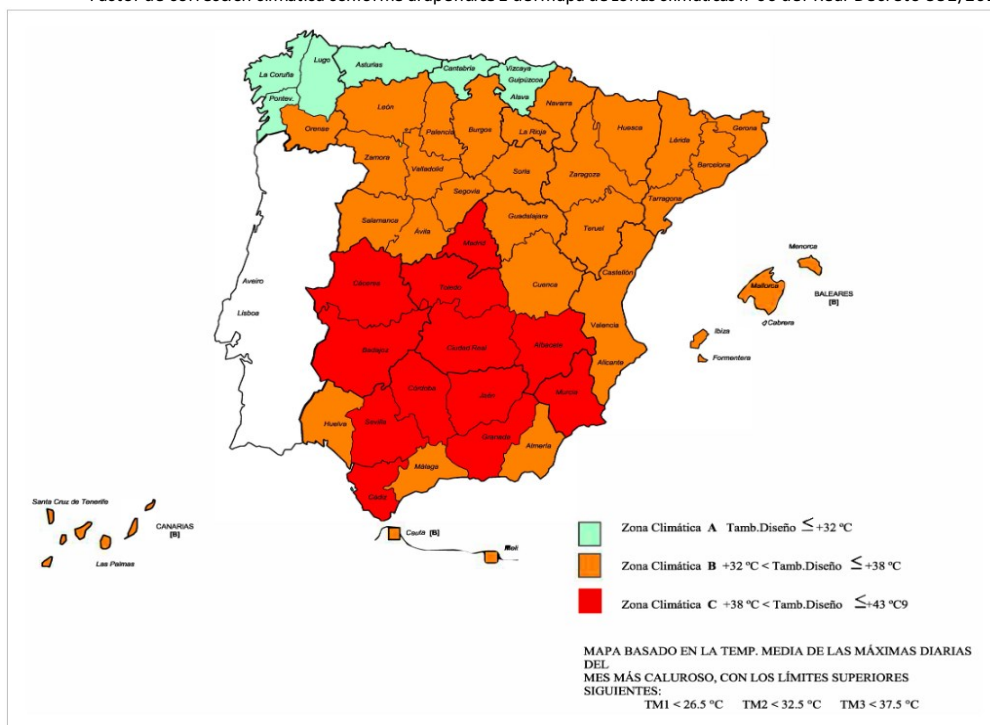 Lugo
La Coruña
Asturias
Cantabria
Vizcaya
Guipúzcoa
Alava
Pontev.
Orense
León
Palencia
Burgos
La Rioja
Navarra
Huesca
Lérida
Gerona
Barcelona
Tarragona
Zamora
Valladolid
Soria
Zaragoza
Segovia
Salamanca
Ávila
Guadalajara
Teruel
Madrid
Castellón
Menorca
Mallorca
BALEARES
[B]
Cabrera
Ibiza
Formentera
Aveiro
Lisboa
Cáceres
Toledo
Cuenca
Valencia
Badajoz
Ciudad Real
Albacete
Alicante
Córdoba
Jaén
Murcia
Huelva
Sevilla
Granada
Almería
Málaga
Cádiz
Santa Cruz de Tenerife
CANARIAS
[B]
Las Palmas
Ceuta [B]
Zona Climática A Tamb.Diseño ≤ +32 ºC
Zona Climática B +32 ºC < Tamb.Diseño ≤ +38 ºC
Zona Climática C +38 ºC < Tamb.Diseño ≤+43 ºC9
MAPA BASADO EN LA TEMP. MEDIA DE LAS MÁXIMAS DIARIAS
DEL
MES MÁS CALUROSO, CON LOS LÍMITES SUPERIORES
SIGUIENTES:
TM1 < 26.5 ºC TM2 < 32.5 ºC TM3 < 37.5 ºC